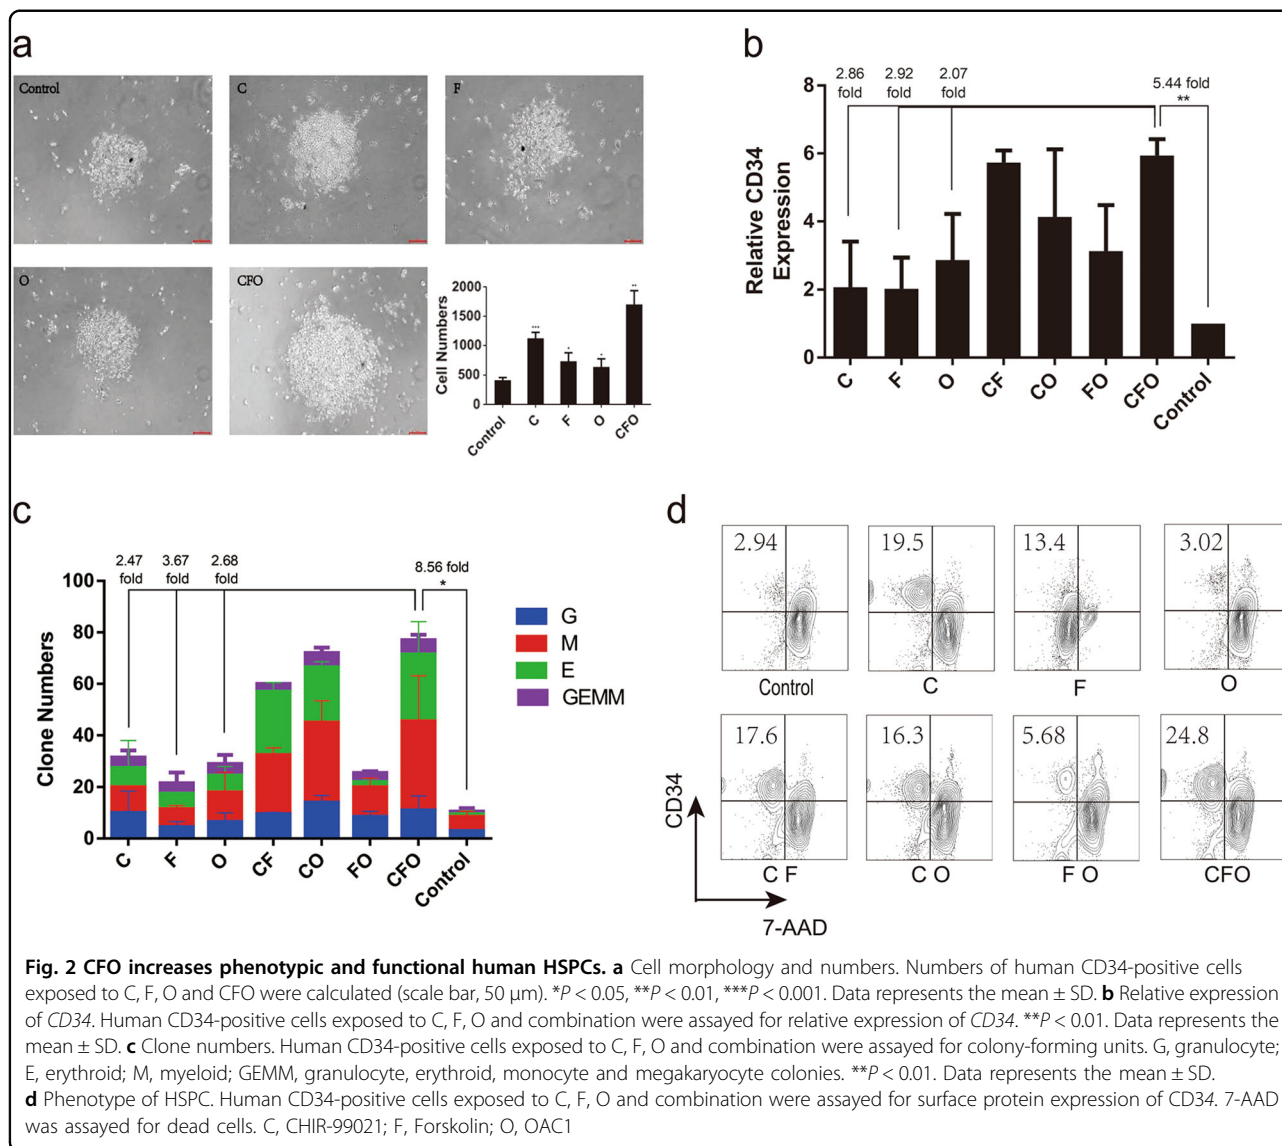 a
Control
C
F
O
CFO
2000
1500
1000
500
0
Cell Numbers
***
*
*
**
Control
C
F
O
CFO
b
2.86 fold
2.92 fold
2.07 fold
5.44 fold
**
8
6
4
2
0
Relative CD34 Expression
C
F
O
CF
CO
FO
CFO
Control
c
2.47 fold
3.67 fold
2.68 fold
8.56 fold
*
100
80
60
40
20
0
Clone Numbers
C
F
O
CF
CO
FO
CFO
Control
G
M
E
GEMM
d
2.94
19.5
13.4
3.02
Control
C
F
O
17.6
16.3
5.68
24.8
C F
C O
F O
CFO
CD34
7-AAD
Fig. 2 CFO increases phenotypic and functional human HSPCs. a Cell morphology and numbers. Numbers of human CD34-positive cells
exposed to C, F, O and CFO were calculated (scale bar, 50 μm). *P < 0.05, **P < 0.01, ***P < 0.001. Data represents the mean ± SD. b Relative expression
of CD34. Human CD34-positive cells exposed to C, F, O and combination were assayed for relative expression of CD34. **P < 0.01. Data represents the
mean ± SD. c Clone numbers. Human CD34-positive cells exposed to C, F, O and combination were assayed for colony-forming units. G, granulocyte;
E, erythroid; M, myeloid; GEMM, granulocyte, erythroid, monocyte and megakaryocyte colonies. **P < 0.01. Data represents the mean ± SD.
d Phenotype of HSPC. Human CD34-positive cells exposed to C, F, O and combination were assayed for surface protein expression of CD34. 7-AAD
was assayed for dead cells. C, CHIR-99021; F, Forskolin; O, OAC1